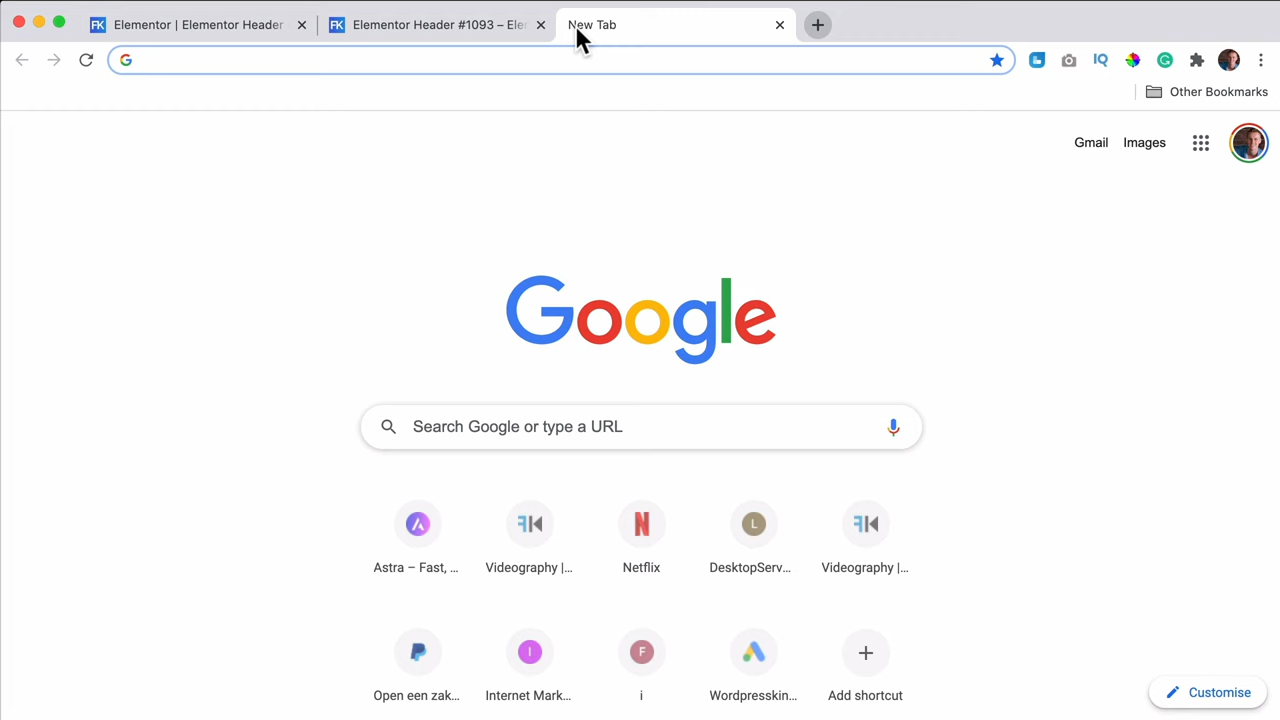 Elementor | Elementor Header
Elementor Header #1093 – Ele
New Tab
Other Bookmarks
Gmail
Images
Google
Search Google or type a URL
Astra – Fast, ...
Videography |...
Netflix
DesktopServ...
Videography |...
Open een zak...
Internet Mark...
i
Wordpresskin...
Add shortcut
Customise